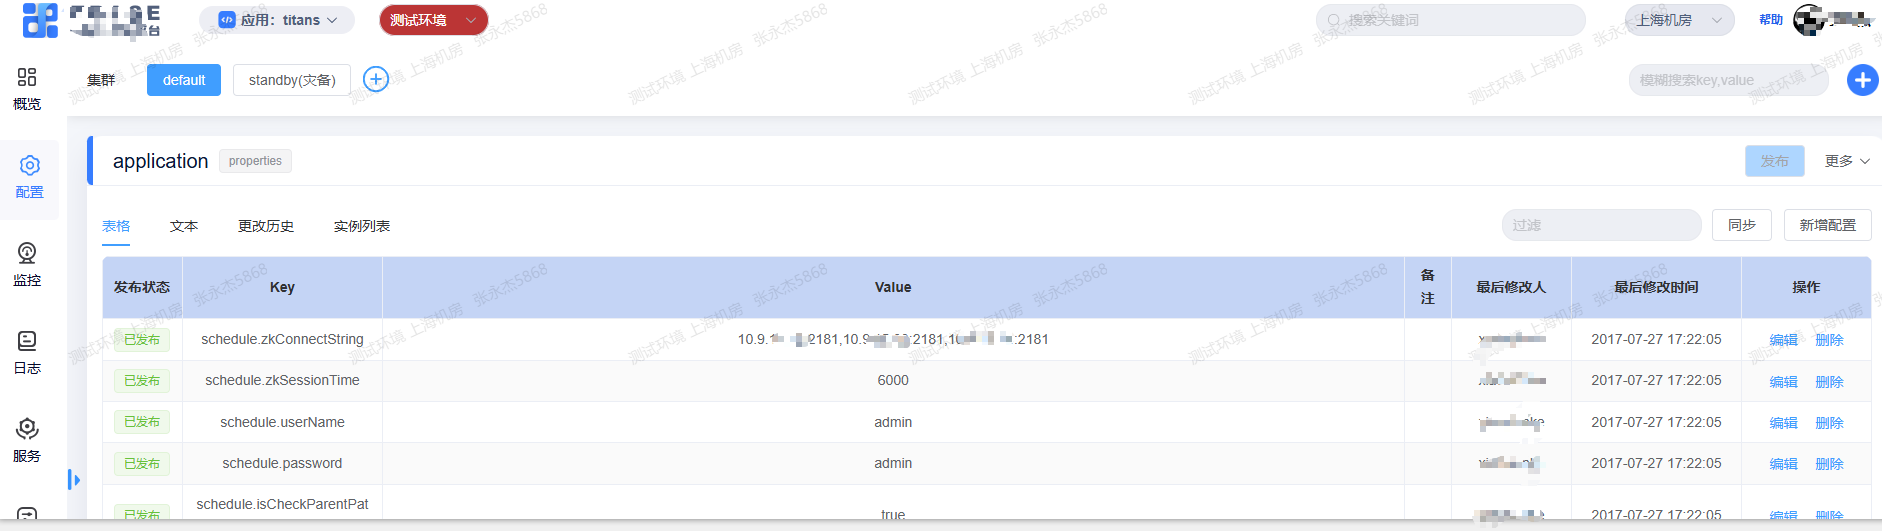 应用：titans
测试环境
搜索关键词
上海机房
帮助
集群
default
standby(灾备)
模糊搜索key,value
概览
配置
监控
日志
服务
application
properties
发布
更多
表格
文本
更改历史
实例列表
过滤
同步
新增配置
发布状态 Key Value 备注 最后修改人 最后修改时间 操作
已发布 schedule.zkConnectString 10.9.1 2181,10.9 :2181,10 :2181 2017-07-27 17:22:05 编辑 删除
已发布 schedule.zkSessionTime 6000 2017-07-27 17:22:05 编辑 删除
已发布 schedule.userName admin 2017-07-27 17:22:05 编辑 删除
已发布 schedule.password admin 2017-07-27 17:22:05 编辑 删除
已发布 schedule.isCheckParentPat true 2017-07-27 17:22:05 编辑 删除
测试环境 上海机房 张永杰5868